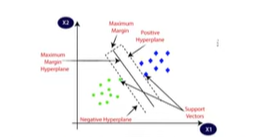 X2
Maximum
Margin
Positive
Hyperplane
Maximum
Margin
Hyperplane
Support
Vectors
Negative Hyperplane
X1